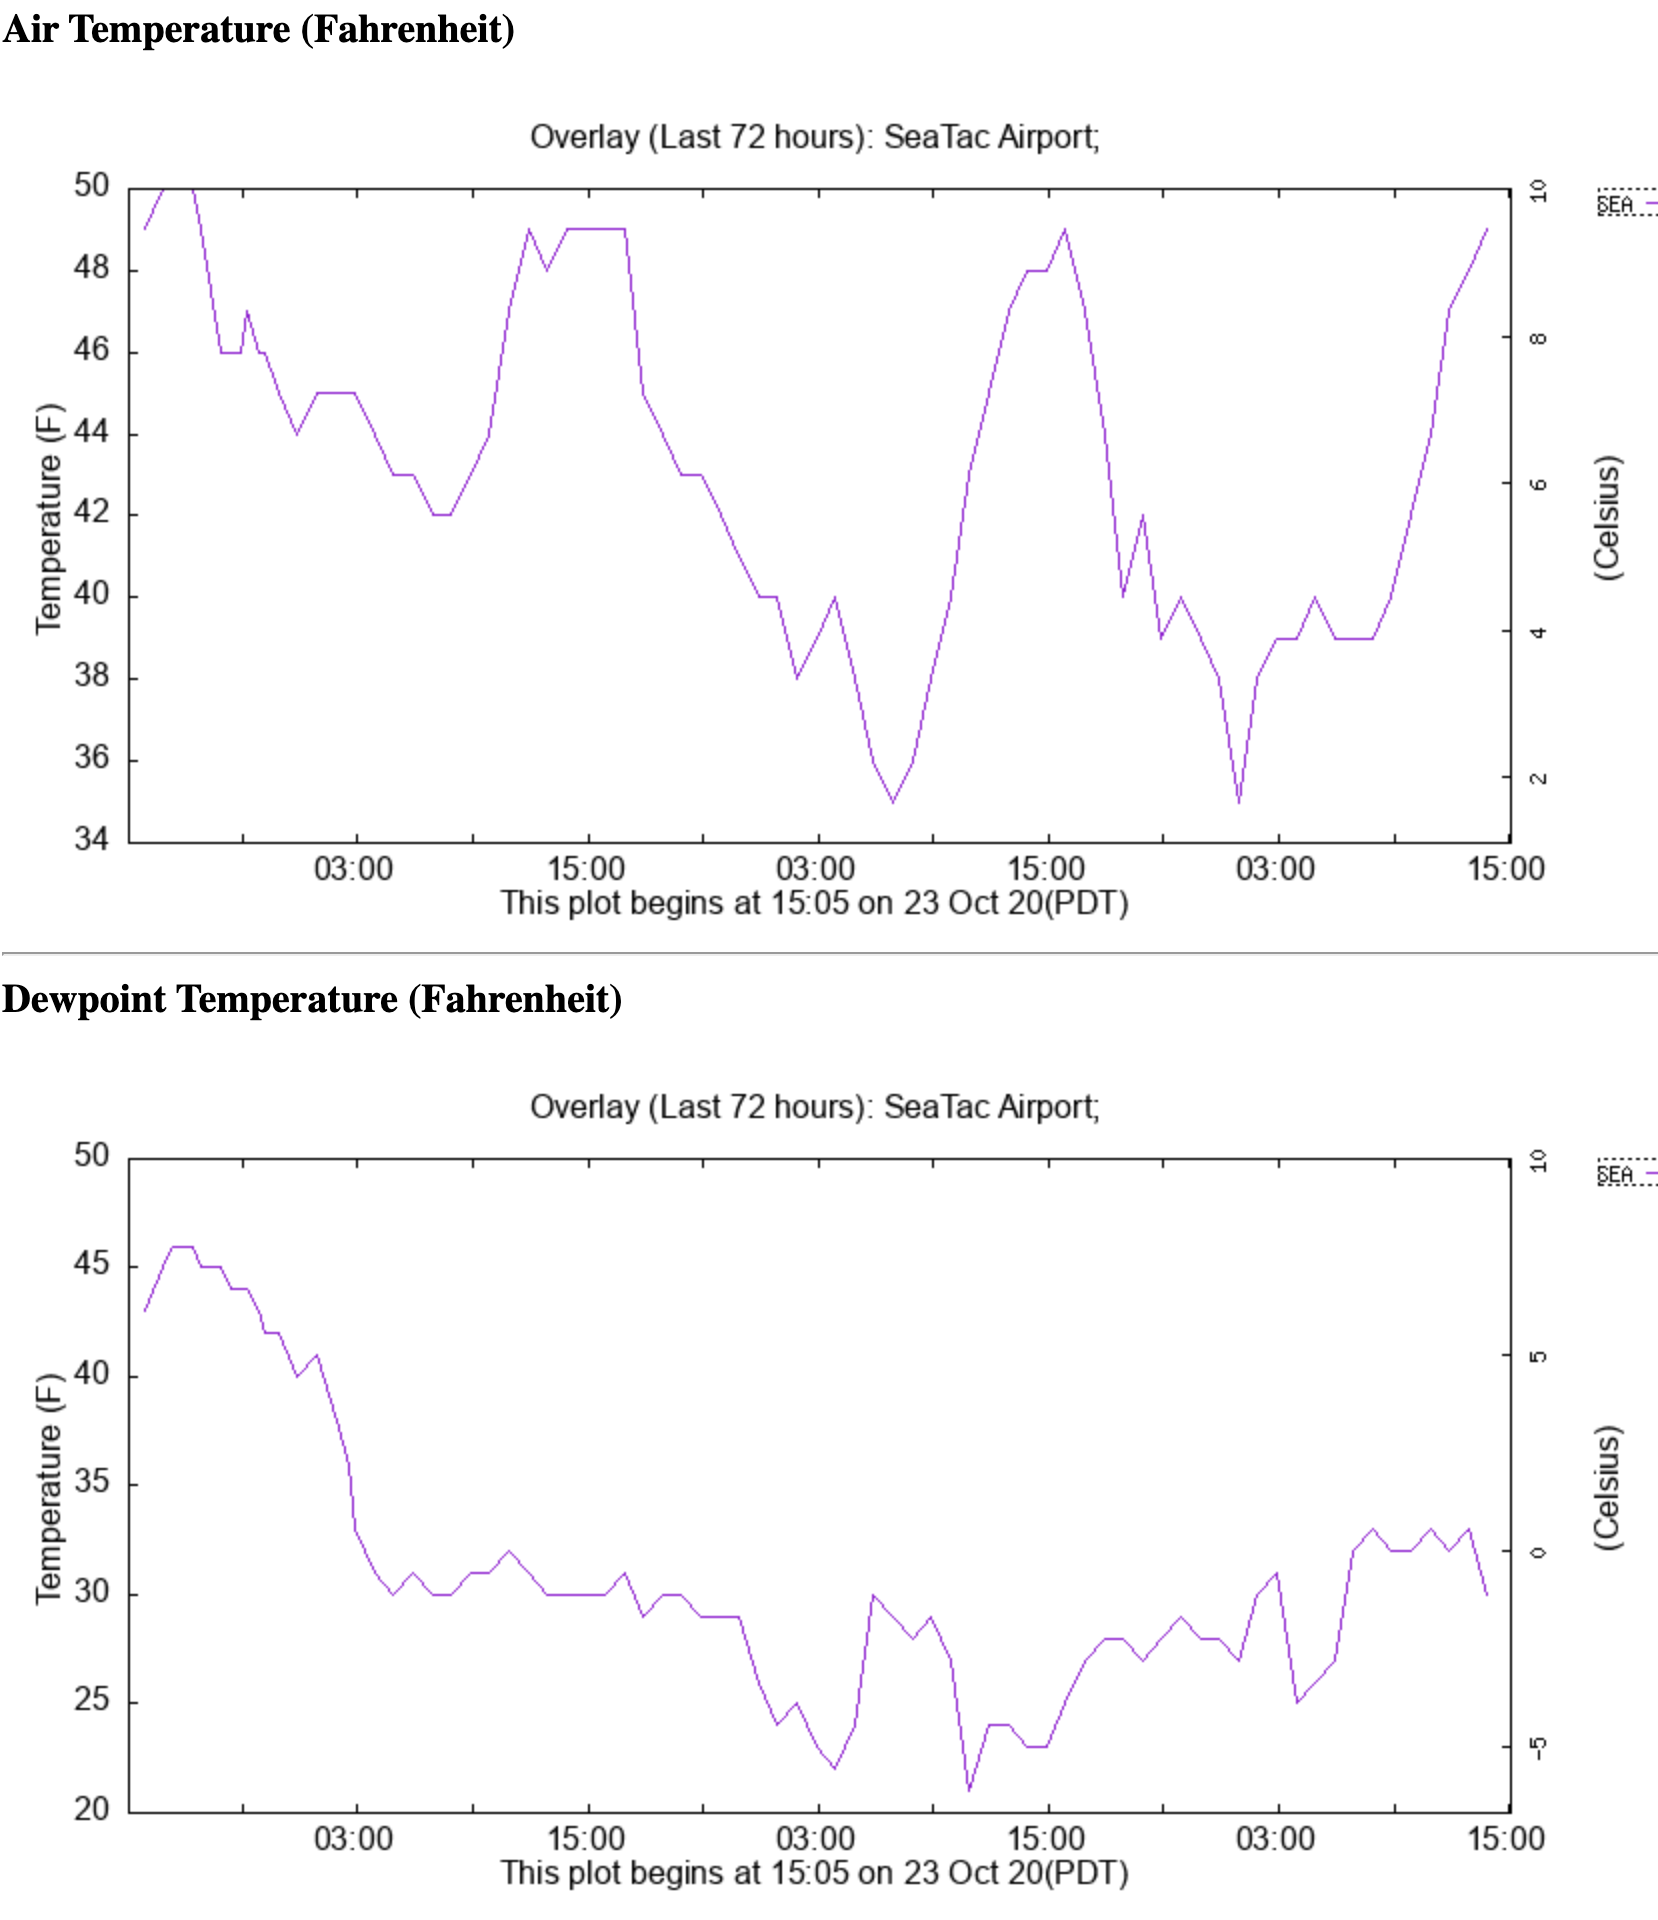 Air Temperature (Fahrenheit)
Overlay (Last 72 hours): SeaTac Airport;
50
48
46
44
42
40
38
36
34
Temperature (F)
10
8
6
4
2
(Celsius)
SEA
03:00 15:00 03:00 15:00 03:00 15:00
This plot begins at 15:05 on 23 Oct 20(PDT)
Dewpoint Temperature (Fahrenheit)
Overlay (Last 72 hours): SeaTac Airport;
50
45
40
35
30
25
20
Temperature (F)
10
5
0
-5
(Celsius)
SEA
03:00 15:00 03:00 15:00 03:00 15:00
This plot begins at 15:05 on 23 Oct 20(PDT)